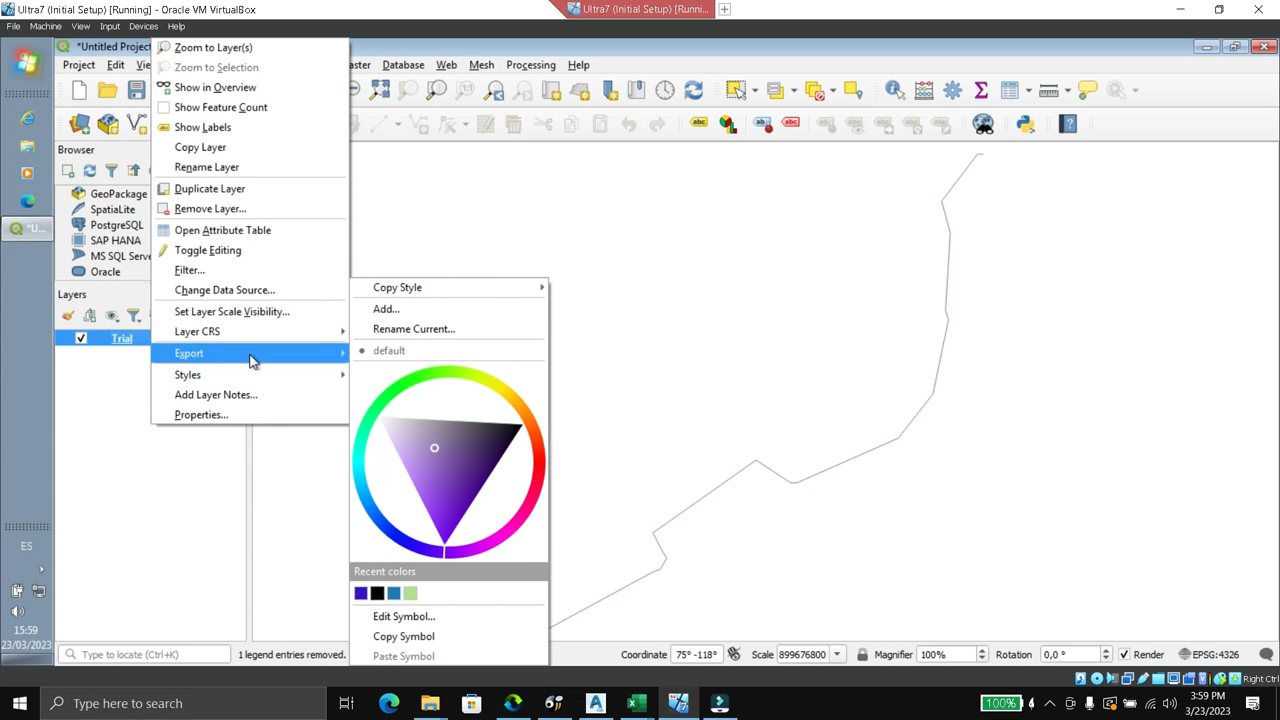 Ultra7 (Initial Setup) [Running] - Oracle VM VirtualBox
Ultra7 (Initial Setup) [Runni...
File Machine View Input Devices Help
*Untitled Project
Project Edit Database Web Mesh Processing Help
Browser
GeoPackage
SpatiaLite
PostgreSQL
SAP HANA
Oracle
Layers
Trial
Zoom to Layer(s)
Zoom to Selection
Show in Overview
Show Feature Count
Show Labels
Copy Layer
Rename Layer
Duplicate Layer
Remove Layer...
Open Attribute Table
Toggle Editing
Filter...
Change Data Source...
Set Layer Scale Visibility...
Layer CRS
Export
Styles
Add Layer Notes...
Properties...
Copy Style
Add...
Rename Current...
default
Recent colors
Edit Symbol...
Copy Symbol
Paste Symbol
ES
15:59
23/03/2023
Type to locate (Ctrl+K)
1 legend entries removed.
Coordinate 75° -118° Scale 899676800 Magnifier 100% Rotation 0,0 ° Render EPSG:4326
Right Ctrl
Type here to search
100%
3:59 PM
3/23/2023